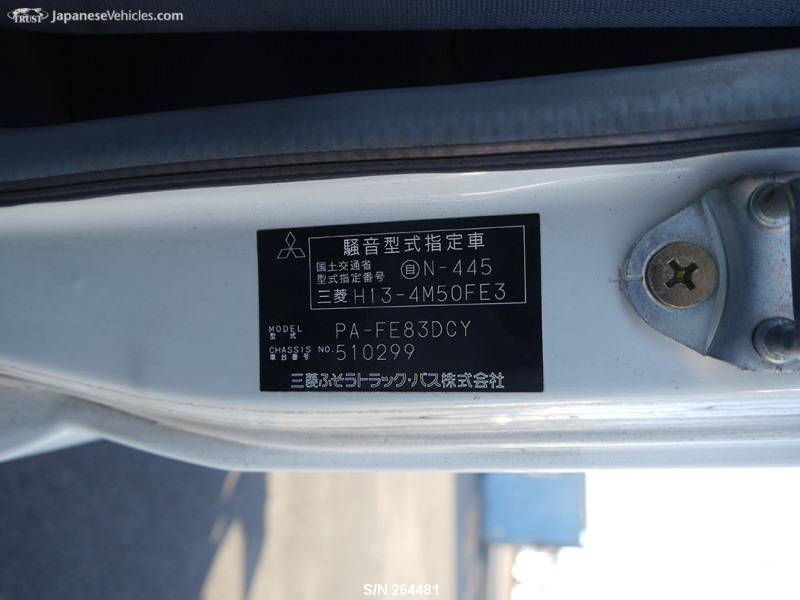 TRUST JapaneseVehicles.com
騒音型式指定車
国土交通省
型式指定番号 自N-445
三菱 H13-4M50FE3
MODEL
型式 PA-FE83DCY
CHASSIS NO.
車台番号 510299
三菱ふそうトラック・バス株式会社
S/N 264481